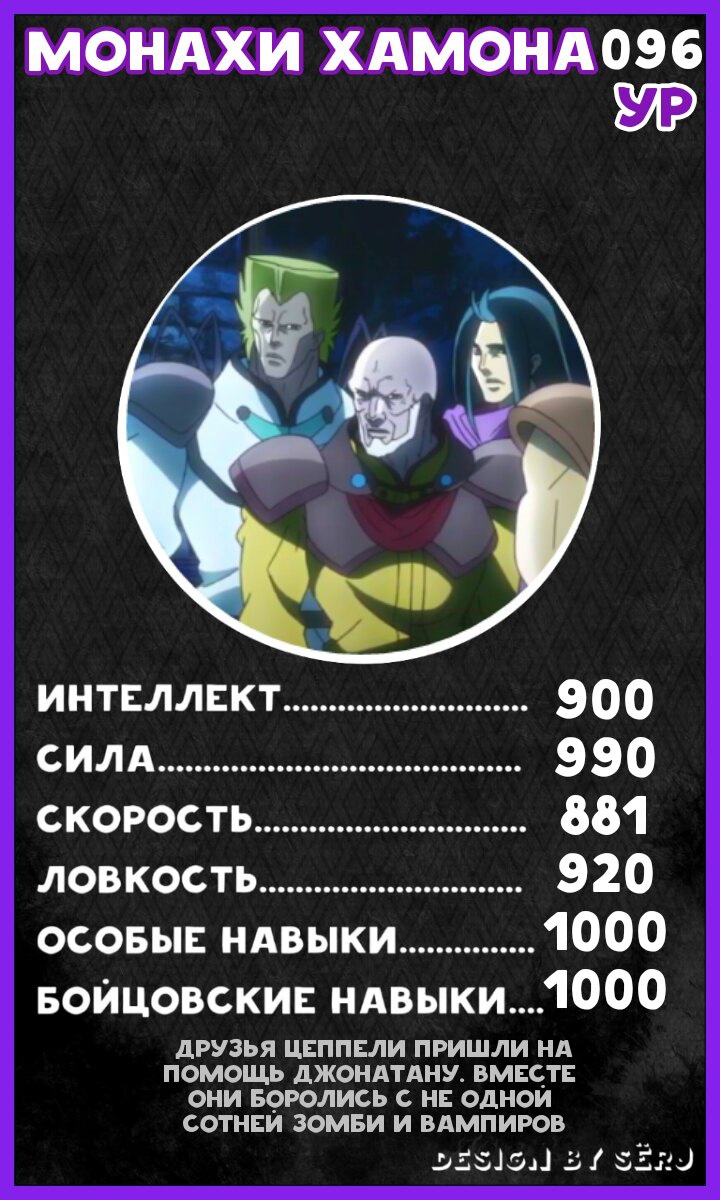 МОНАХИ ХАМОНА 096
УР
ИНТЕЛЛЕКТ........................... 900
СИЛА........................................ 990
СКОРОСТЬ.............................. 881
ЛОВКОСТЬ............................. 920
ОСОБЫЕ НАВЫКИ............... 1000
БОЙЦОВСКИЕ НАВЫКИ.... 1000
ДРУЗЬЯ ЦЕППЕЛИ ПРИШЛИ НА
ПОМОЩЬ ДЖОНАТАНУ. ВМЕСТЕ
ОНИ БОРОЛИСЬ С НЕ ОДНОЙ
СОТНЕЙ ЗОМБИ И ВАМПИРОВ
DESIGN BY SЁRJ